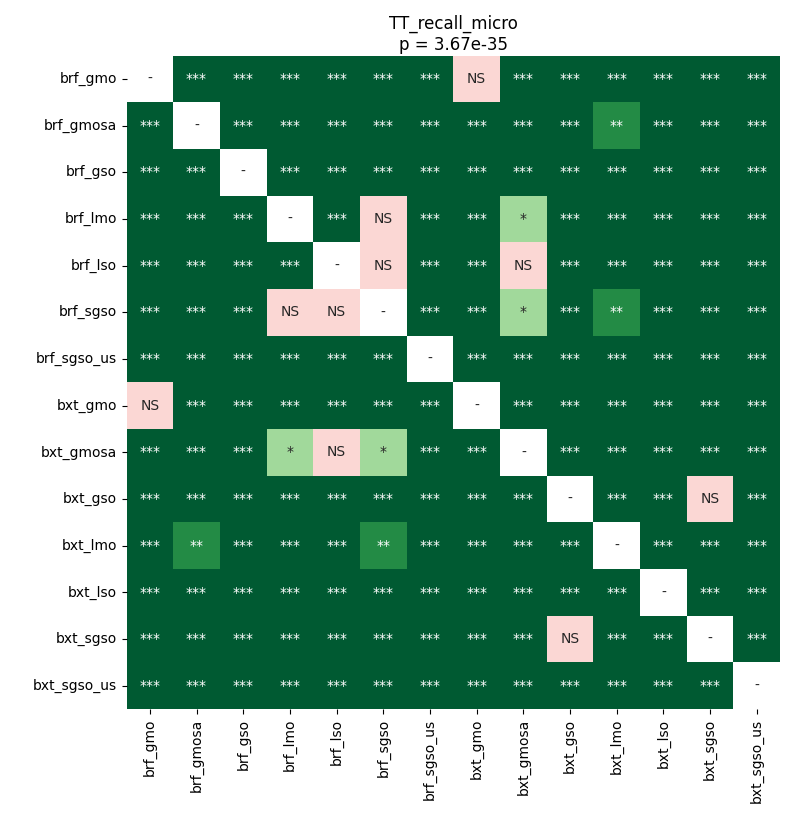 TT_recall_micro
p = 3.67e-35
brf_gmo - *** *** *** *** *** *** NS *** *** *** *** *** ***
brf_gmosa *** - *** *** *** *** *** *** *** *** ** *** *** ***
brf_gso *** *** - *** *** *** *** *** *** *** *** *** *** ***
brf_lmo *** *** *** - *** NS *** *** * *** *** *** *** ***
brf_lso *** *** *** *** - NS *** *** NS *** *** *** *** ***
brf_sgso *** *** *** NS NS - *** *** * *** ** *** *** ***
brf_sgso_us *** *** *** *** *** *** - *** *** *** *** *** *** ***
bxt_gmo NS *** *** *** *** *** *** - *** *** *** *** *** ***
bxt_gmosa *** *** *** * NS * *** *** - *** *** *** *** ***
bxt_gso *** *** *** *** *** *** *** *** *** - *** *** NS ***
bxt_lmo *** ** *** *** *** ** *** *** *** *** - *** *** ***
bxt_lso *** *** *** *** *** *** *** *** *** *** *** - *** ***
bxt_sgso *** *** *** *** *** *** *** *** *** NS *** *** - ***
bxt_sgso_us *** *** *** *** *** *** *** *** *** *** *** *** *** -
brf_gmo
brf_gmosa
brf_gso
brf_lmo
brf_lso
brf_sgso
brf_sgso_us
bxt_gmo
bxt_gmosa
bxt_gso
bxt_lmo
bxt_lso
bxt_sgso
bxt_sgso_us